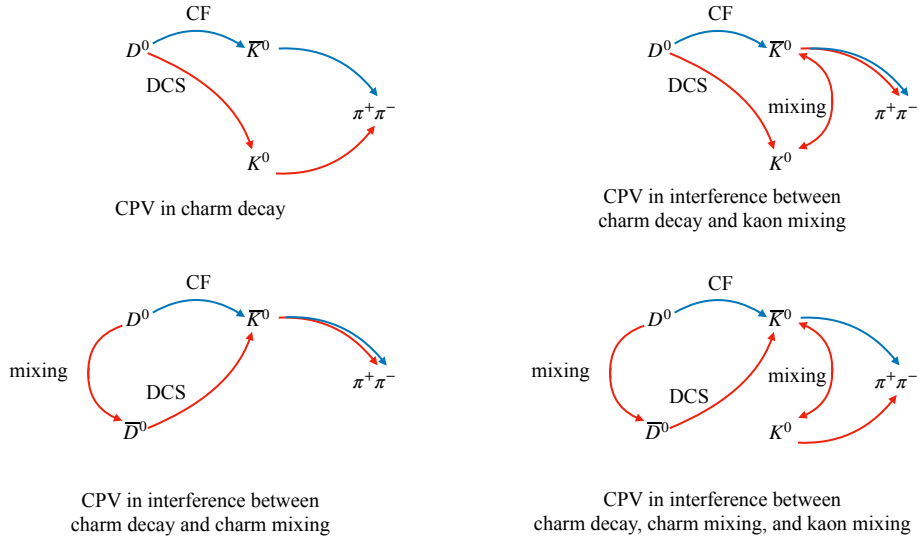 CF
D⁰
K̅⁰
DCS
π⁺π⁻
K⁰
CPV in charm decay
CF
D⁰
K̅⁰
DCS
mixing
π⁺π⁻
K⁰
CPV in interference between
charm decay and kaon mixing
CF
D⁰
K̅⁰
mixing
DCS
π⁺π⁻
D̅⁰
CPV in interference between
charm decay and charm mixing
CF
D⁰
K̅⁰
mixing
mixing
DCS
π⁺π⁻
D̅⁰
K⁰
CPV in interference between
charm decay, charm mixing, and kaon mixing